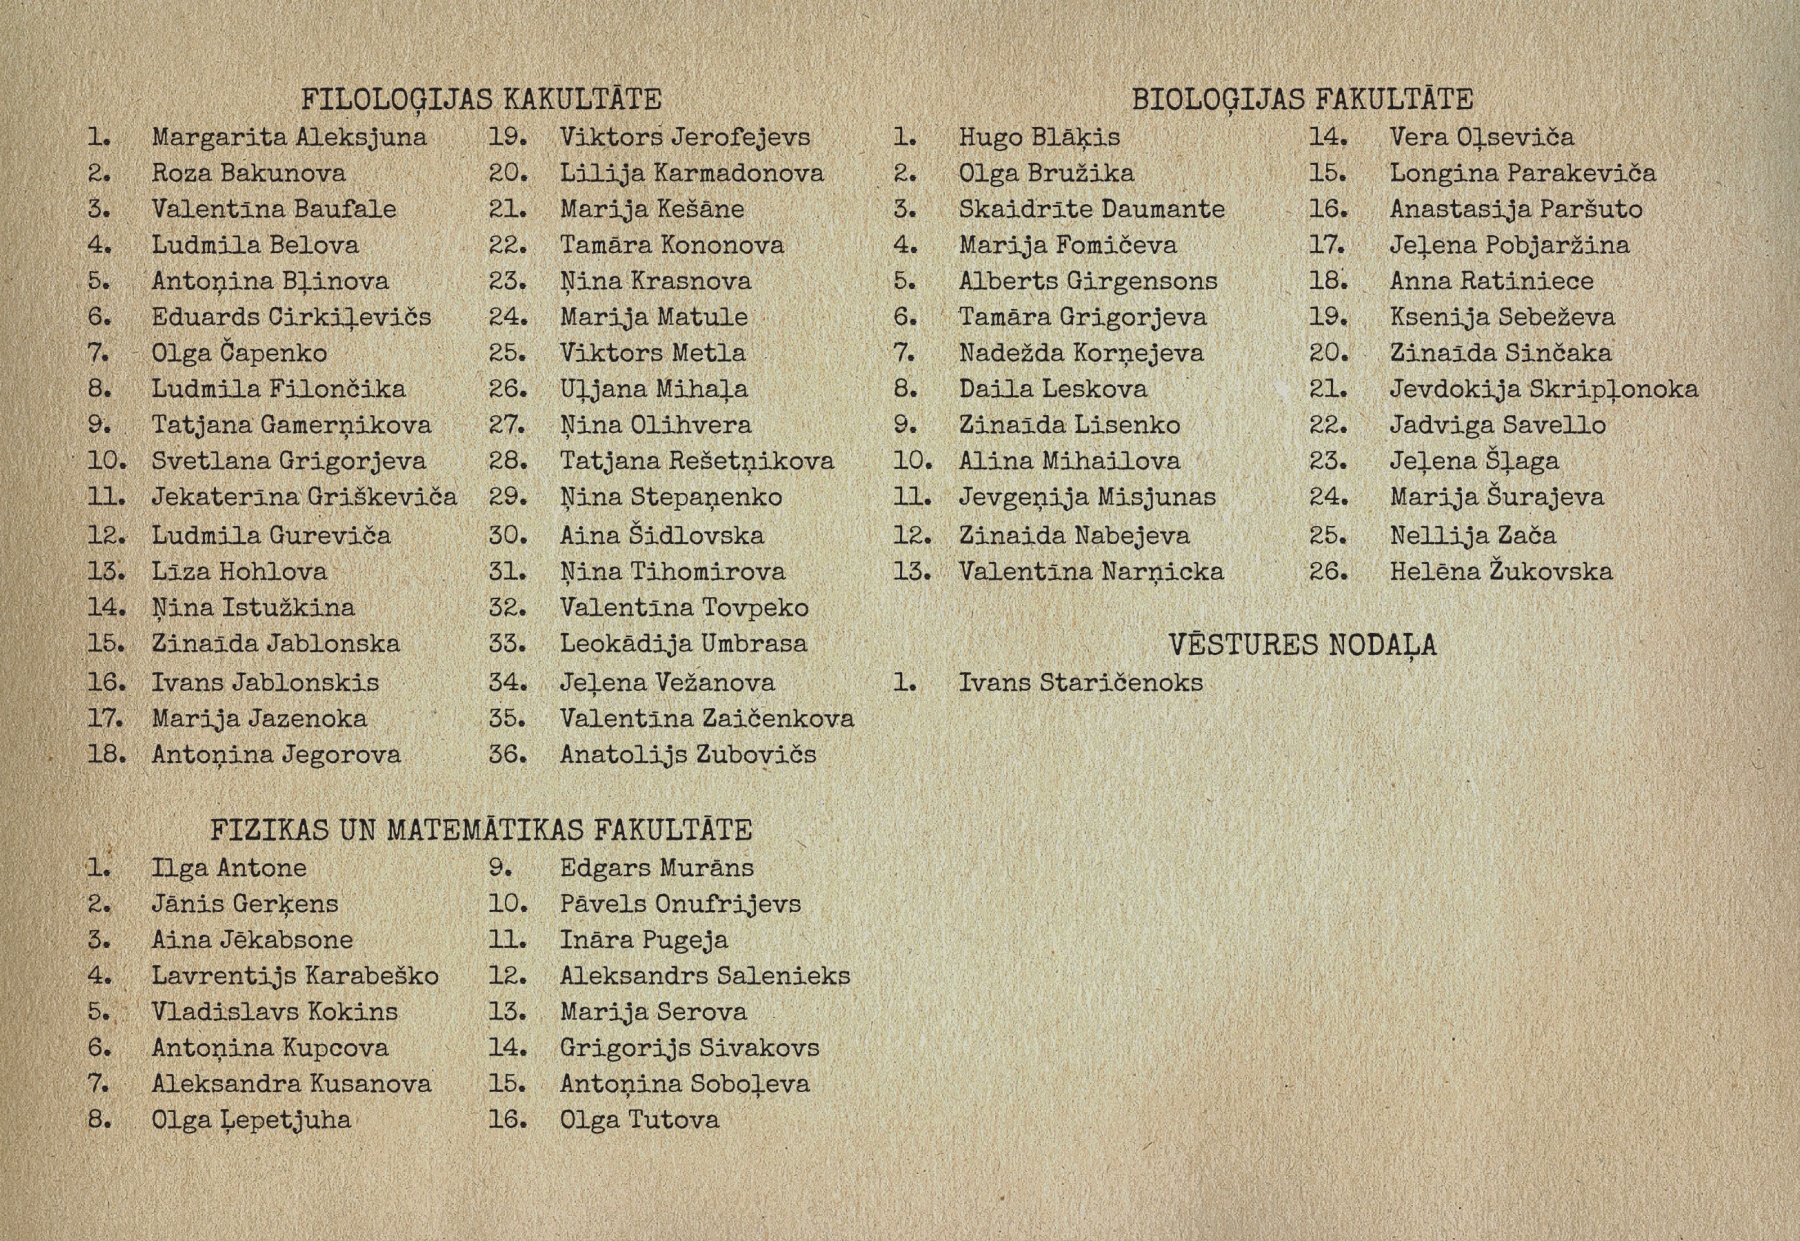 FILOLOĢIJAS KAKULTĀTE
1. Margarita Aleksjuna
2. Roza Bakunova
3. Valentīna Baufale
4. Ludmila Belova
5. Antoņina Bļinova
6. Eduards Cirkiļevičs
7. Olga Čapenko
8. Ludmila Filončika
9. Tatjana Gamerņikova
10. Svetlana Grigorjeva
11. Jekaterīna Griškeviča
12. Ludmila Gureviča
13. Līza Hohlova
14. Ņina Istužkina
15. Zinaīda Jablonska
16. Ivans Jablonskis
17. Marija Jazenoka
18. Antoņina Jegorova
19. Viktors Jerofejevs
20. Lilija Karmadonova
21. Marija Kešāne
22. Tamāra Kononova
23. Ņina Krasnova
24. Marija Matule
25. Viktors Metla
26. Uļjana Mihaļa
27. Ņina Olihvera
28. Tatjana Rešetņikova
29. Ņina Stepaņenko
30. Aina Šidlovska
31. Ņina Tihomirova
32. Valentīna Tovpeko
33. Leokādija Umbrasa
34. Jeļena Vežanova
35. Valentīna Zaičenkova
36. Anatolijs Zubovičs
FIZIKAS UN MATEMĀTIKAS FAKULTĀTE
1. Ilga Antone
2. Jānis Gerķens
3. Aina Jēkabsone
4. Lavrentijs Karabeško
5. Vladislavs Kokins
6. Antoņina Kupcova
7. Aleksandra Kusanova
8. Olga Ļepetjuha
9. Edgars Murāns
10. Pāvels Onufrijevs
11. Ināra Pugeja
12. Aleksandrs Salenieks
13. Marija Serova
14. Grigorijs Sivakovs
15. Antoņina Soboļeva
16. Olga Tutova
BIOLOĢIJAS FAKULTĀTE
1. Hugo Blāķis
2. Olga Bružika
3. Skaidrīte Daumante
4. Marija Fomičeva
5. Alberts Girgensons
6. Tamāra Grigorjeva
7. Nadežda Korņejeva
8. Daila Leskova
9. Zinaīda Lisenko
10. Alina Mihailova
11. Jevgeņija Misjunas
12. Zinaida Nabejeva
13. Valentīna Narņicka
14. Vera Oļseviča
15. Longina Parakeviča
16. Anastasija Paršuto
17. Jeļena Pobjaržina
18. Anna Ratiniece
19. Ksenija Sebeževa
20. Zinaīda Sinčaka
21. Jevdokija Skripļonoka
22. Jadviga Savello
23. Jeļena Šļaga
24. Marija Šurajeva
25. Nellija Zača
26. Helēna Žukovska
VĒSTURES NODAĻA
1. Ivans Staričenoks